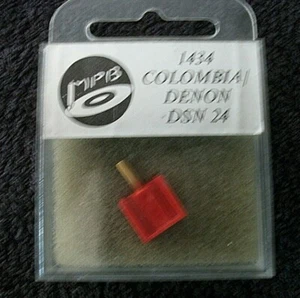 MPB
1434
COLOMBIA/
DENON
DSN 24